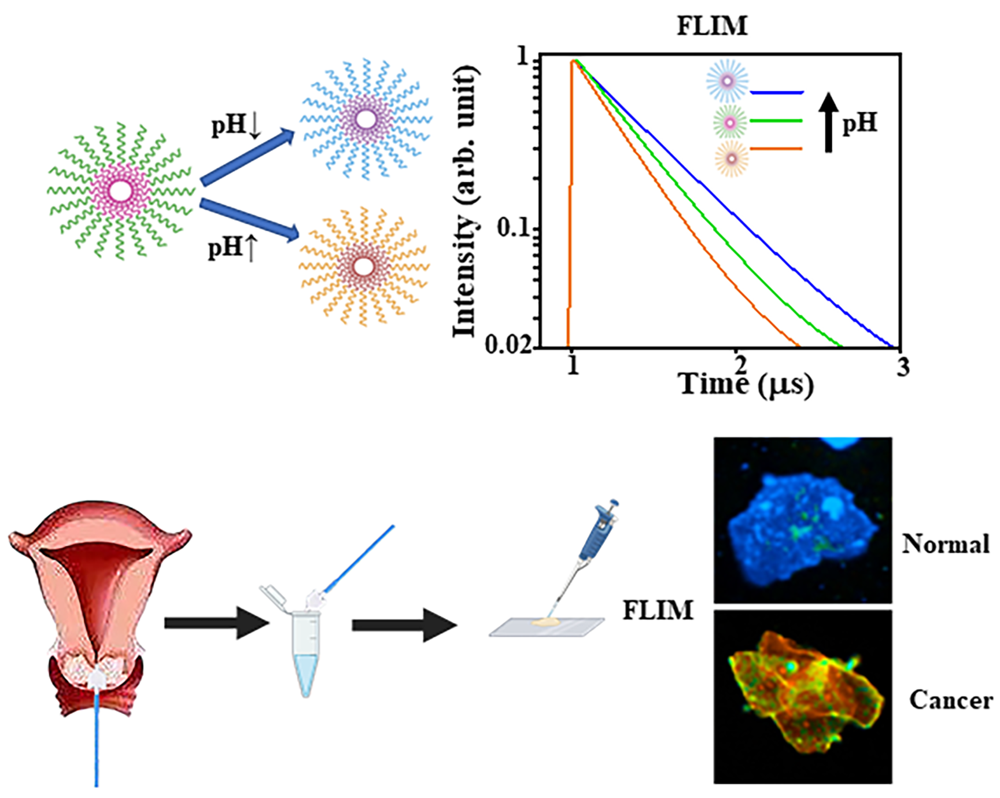 FLIM
pH↓
pH↑
Intensity (arb. unit)
1
0.1
0.02
pH
1
2
3
Time (μs)
FLIM
Normal
Cancer